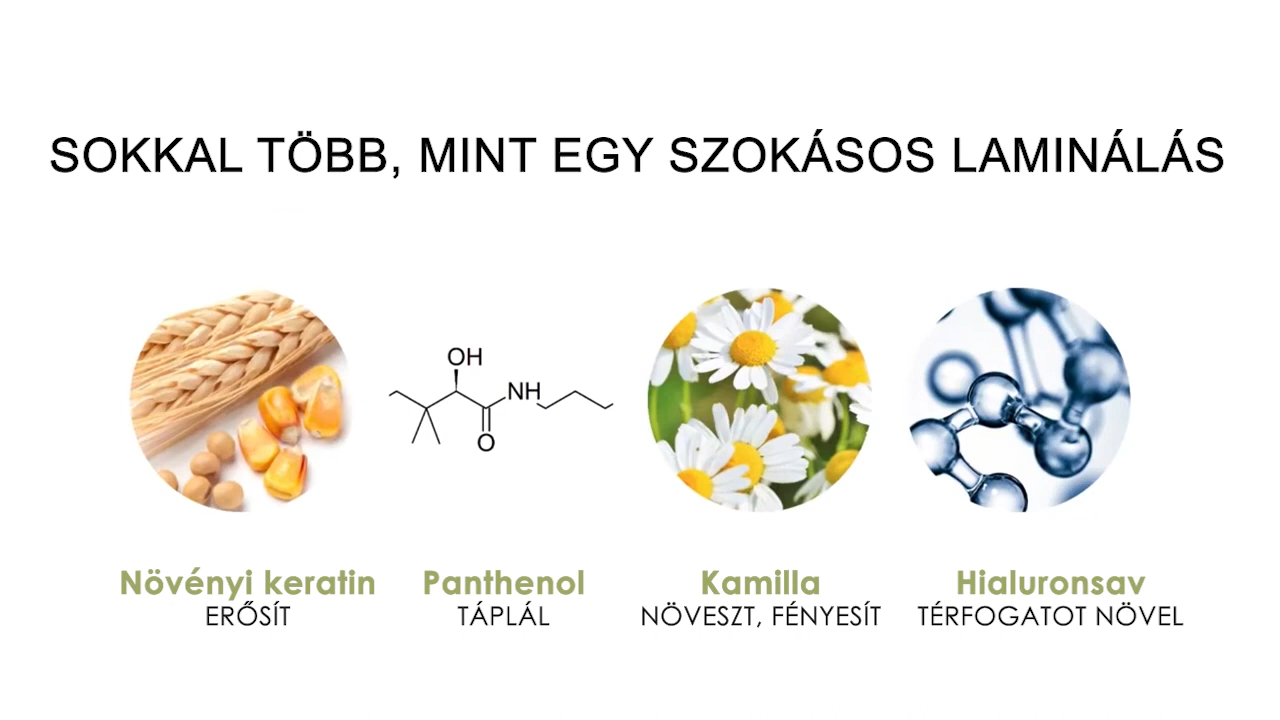 SOKKAL TÖBB, MINT EGY SZOKÁSOS LAMINÁLÁS
OH
NH
O
Növényi keratin
ERŐSÍT
Panthenol
TÁPLÁL
Kamilla
NÖVESZT, FÉNYESÍT
Hialuronsav
TÉRFOGATOT NÖVEL